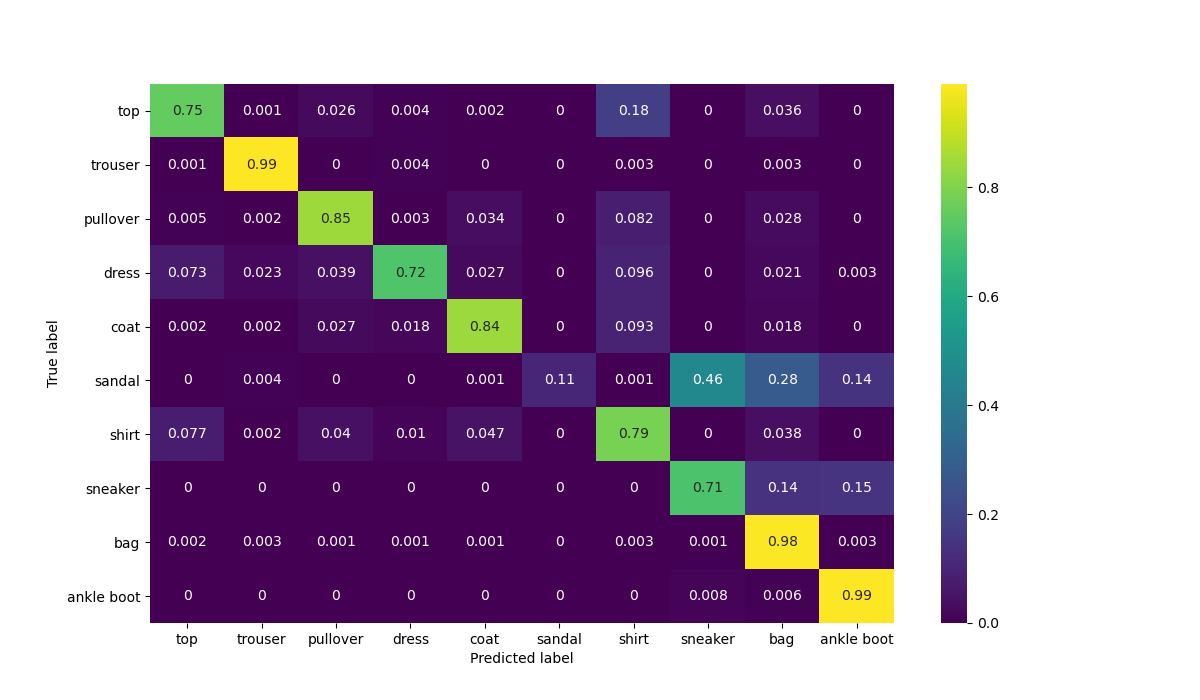 top 0.75 0.001 0.026 0.004 0.002 0 0.18 0 0.036 0
trouser 0.001 0.99 0 0.004 0 0 0.003 0 0.003 0
pullover 0.005 0.002 0.85 0.003 0.034 0 0.082 0 0.028 0
dress 0.073 0.023 0.039 0.72 0.027 0 0.096 0 0.021 0.003
coat 0.002 0.002 0.027 0.018 0.84 0 0.093 0 0.018 0
sandal 0 0.004 0 0 0.001 0.11 0.001 0.46 0.28 0.14
shirt 0.077 0.002 0.04 0.01 0.047 0 0.79 0 0.038 0
sneaker 0 0 0 0 0 0 0 0.71 0.14 0.15
bag 0.002 0.003 0.001 0.001 0.001 0 0.003 0.001 0.98 0.003
ankle boot 0 0 0 0 0 0 0 0.008 0.006 0.99
top trouser pullover dress coat sandal shirt sneaker bag ankle boot
Predicted label
True label
0.8
0.6
0.4
0.2
0.0